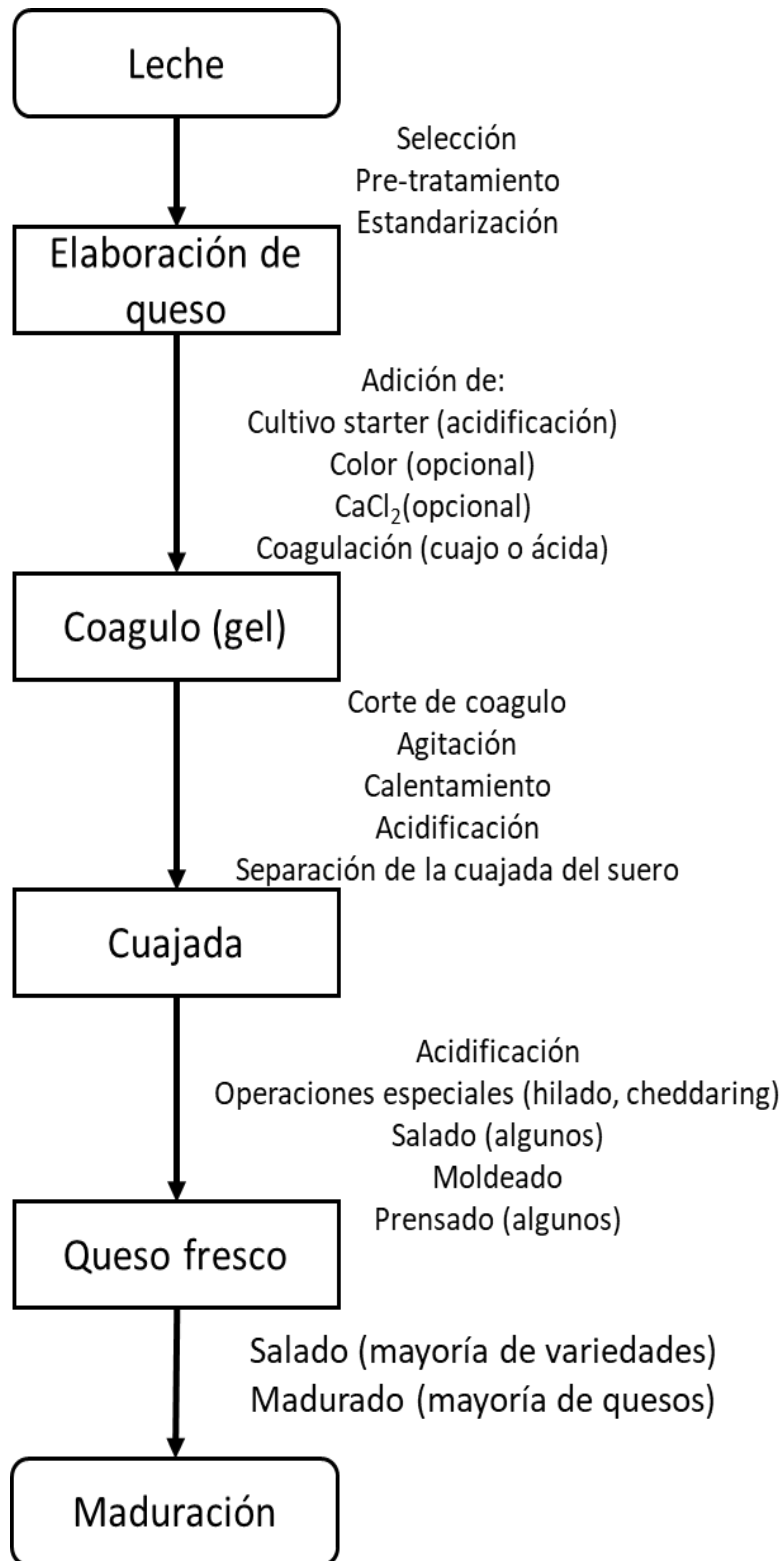 Leche
Selección
Pre-tratamiento
Estandarización
Elaboración de
queso
Adición de:
Cultivo starter (acidificación)
Color (opcional)
CaCl₂(opcional)
Coagulación (cuajo o ácida)
Coagulo (gel)
Corte de coagulo
Agitación
Calentamiento
Acidificación
Separación de la cuajada del suero
Cuajada
Acidificación
Operaciones especiales (hilado, cheddaring)
Salado (algunos)
Moldeado
Prensado (algunos)
Queso fresco
Salado (mayoría de variedades)
Madurado (mayoría de quesos)
Maduración